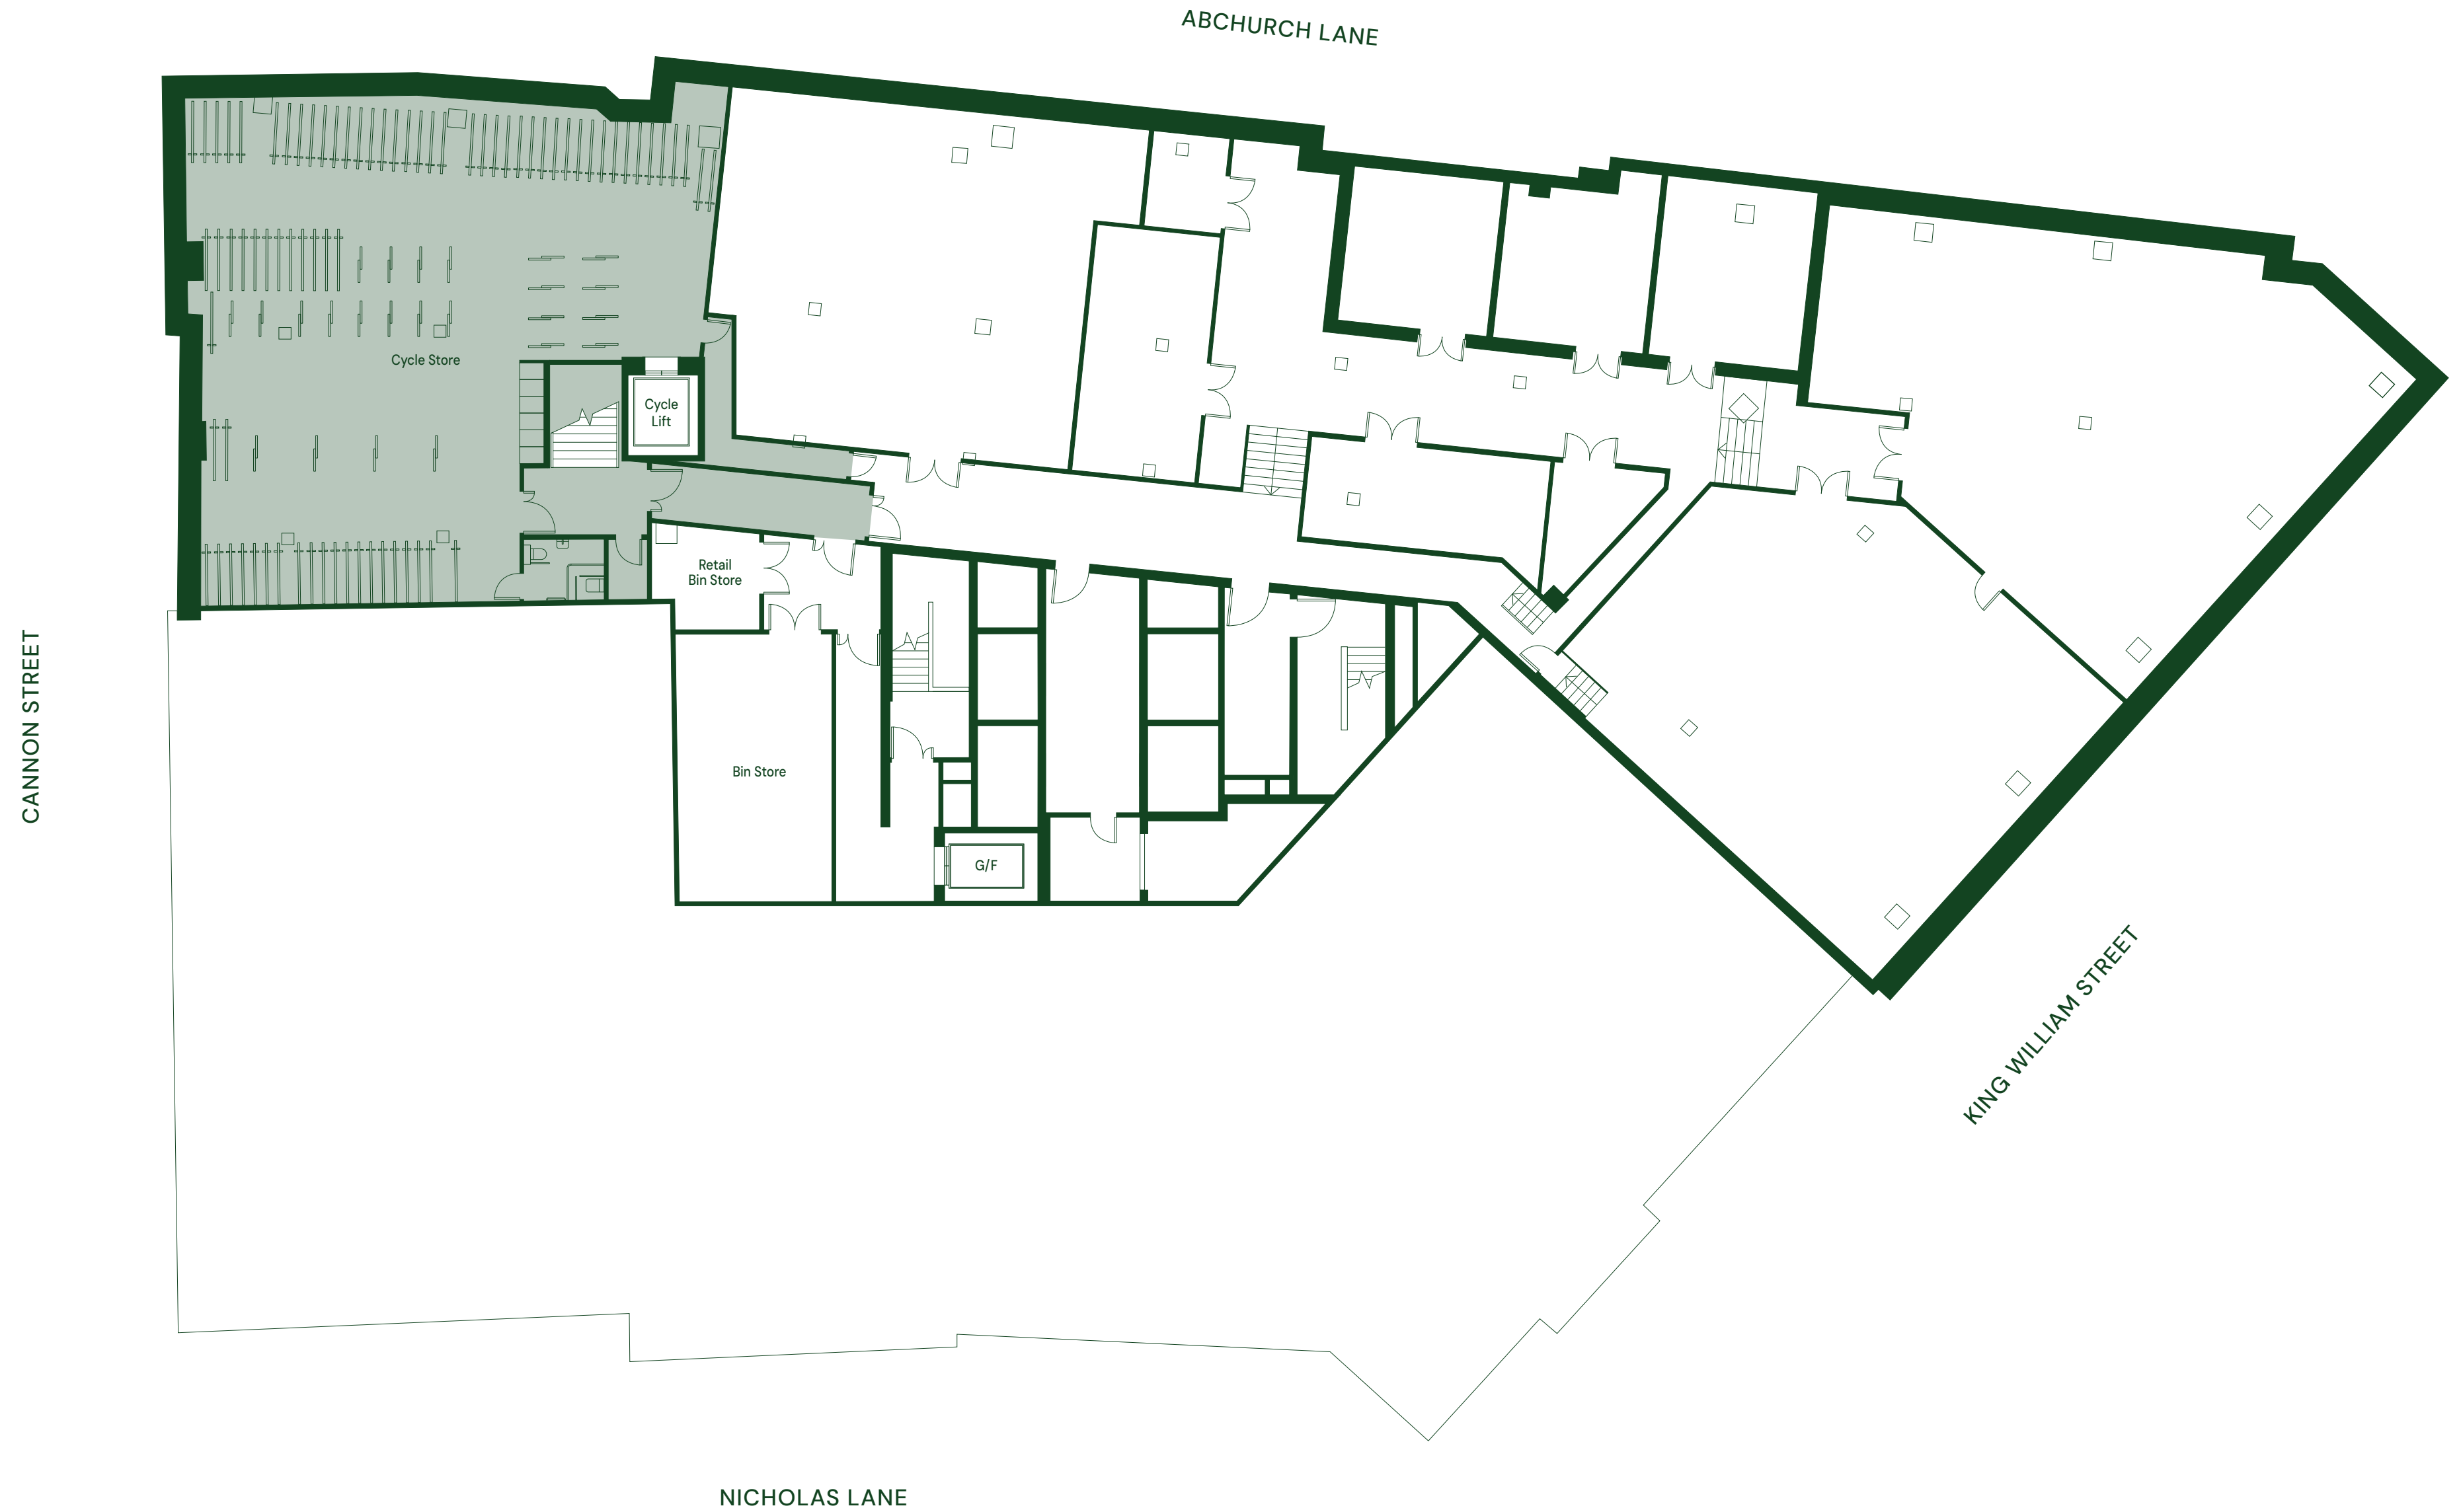 ABCHURCH LANE
Cycle Store
Cycle
Lift
Retail
Bin Store
Bin Store
G/F
CANNON STREET
KING WILLIAM STREET
NICHOLAS LANE